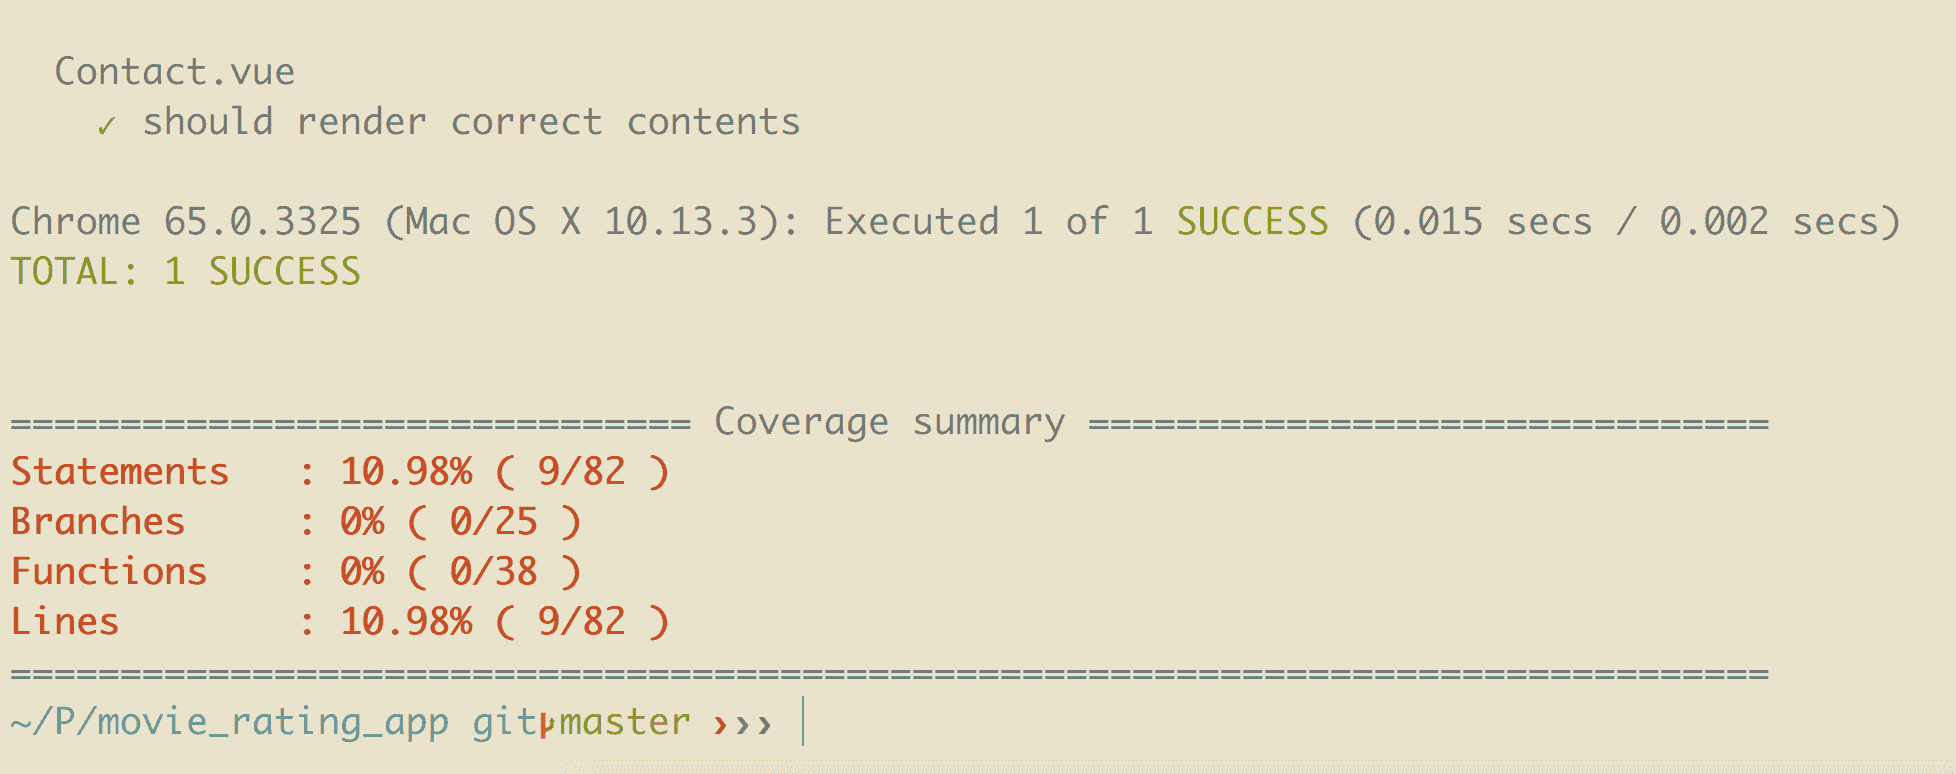 Contact.vue
✓ should render correct contents
Chrome 65.0.3325 (Mac OS X 10.13.3): Executed 1 of 1 SUCCESS (0.015 secs / 0.002 secs)
TOTAL: 1 SUCCESS
=============================== Coverage summary ===============================
Statements   : 10.98% ( 9/82 )
Branches     : 0% ( 0/25 )
Functions    : 0% ( 0/38 )
Lines        : 10.98% ( 9/82 )
================================================================================
~/P/movie_rating_app git master ›››